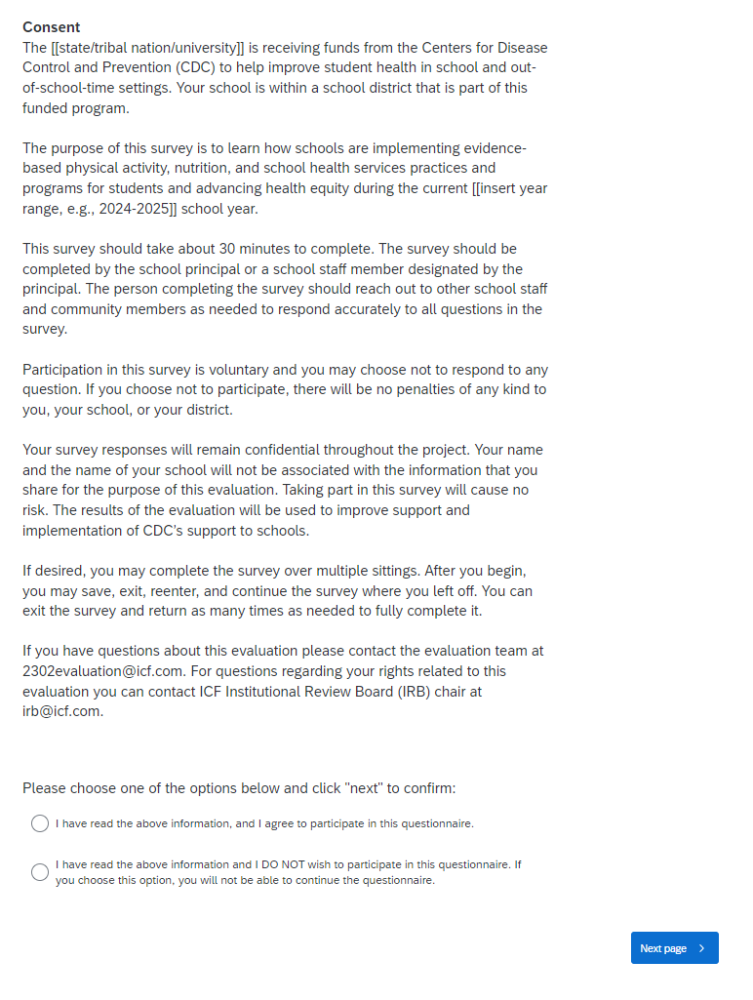 Consent
The [[state/tribal nation/university]] is receiving funds from the Centers for Disease
Control and Prevention (CDC) to help improve student health in school and out-
of-school-time settings. Your school is within a school district that is part of this
funded program.
The purpose of this survey is to learn how schools are implementing evidence-
based physical activity, nutrition, and school health services practices and
programs for students and advancing health equity during the current [[insert year
range, e.g., 2024-2025]] school year.
This survey should take about 30 minutes to complete. The survey should be
completed by the school principal or a school staff member designated by the
principal. The person completing the survey should reach out to other school staff
and community members as needed to respond accurately to all questions in the
survey.
Participation in this survey is voluntary and you may choose not to respond to any
question. If you choose not to participate, there will be no penalties of any kind to
you, your school, or your district.
Your survey responses will remain confidential throughout the project. Your name
and the name of your school will not be associated with the information that you
share for the purpose of this evaluation. Taking part in this survey will cause no
risk. The results of the evaluation will be used to improve support and
implementation of CDC's support to schools.
If desired, you may complete the survey over multiple sittings. After you begin,
you may save, exit, reenter, and continue the survey where you left off. You can
exit the survey and return as many times as needed to fully complete it.
If you have questions about this evaluation please contact the evaluation team at
2302evaluation@icf.com. For questions regarding your rights related to this
evaluation you can contact ICF Institutional Review Board (IRB) chair at
irb@icf.com.
Please choose one of the options below and click "next" to confirm:
I have read the above information, and I agree to participate in this questionnaire.
I have read the above information and I DO NOT wish to participate in this questionnaire. If
you choose this option, you will not be able to continue the questionnaire.
Next page